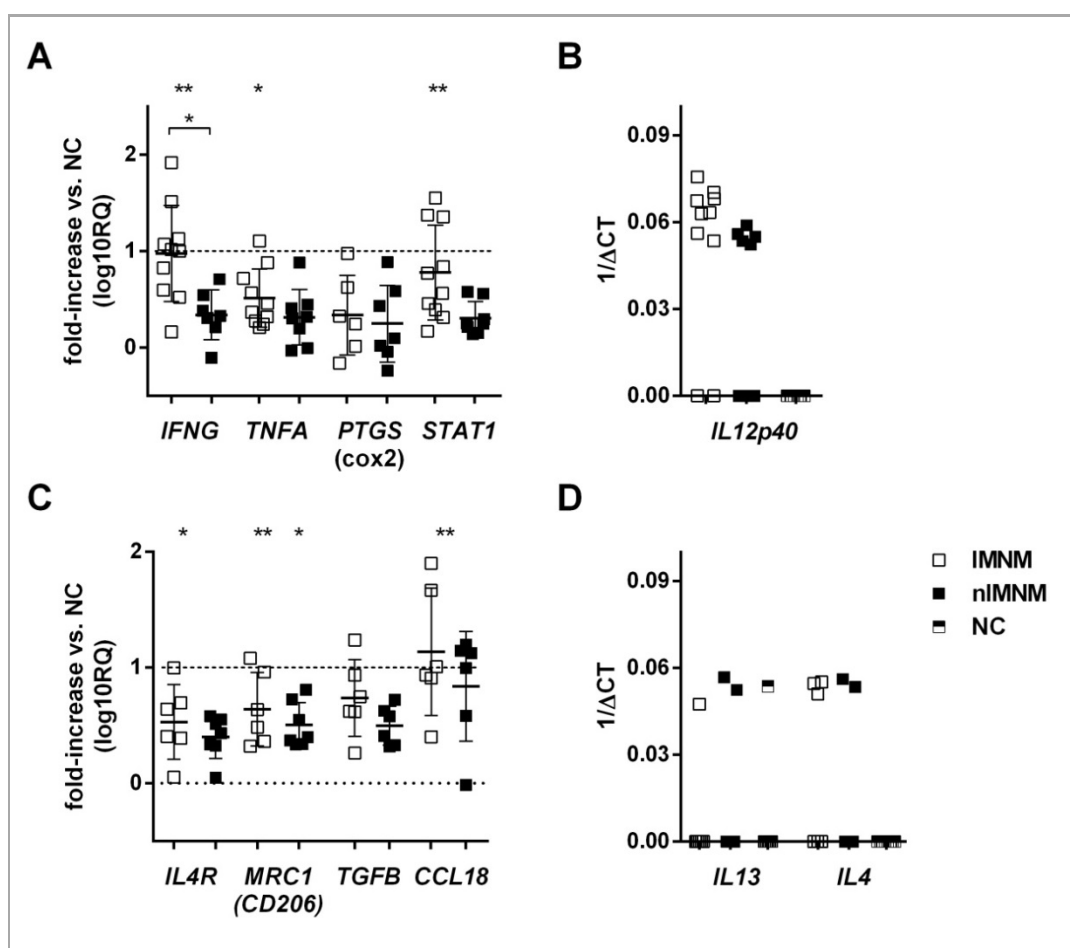 A
** * **
*
fold-increase vs. NC
(log10RQ)
2
1
0
IFNG TNFA PTGS STAT1
(cox2)
B
1/ΔCT
0.09
0.06
0.03
0.00
IL12p40
C
* ** * **
fold-increase vs. NC
(log10RQ)
2
1
0
IL4R MRC1 TGFB CCL18
(CD206)
D
1/ΔCT
0.09
0.06
0.03
0.00
IL13 IL4
IMNM
nIMNM
NC